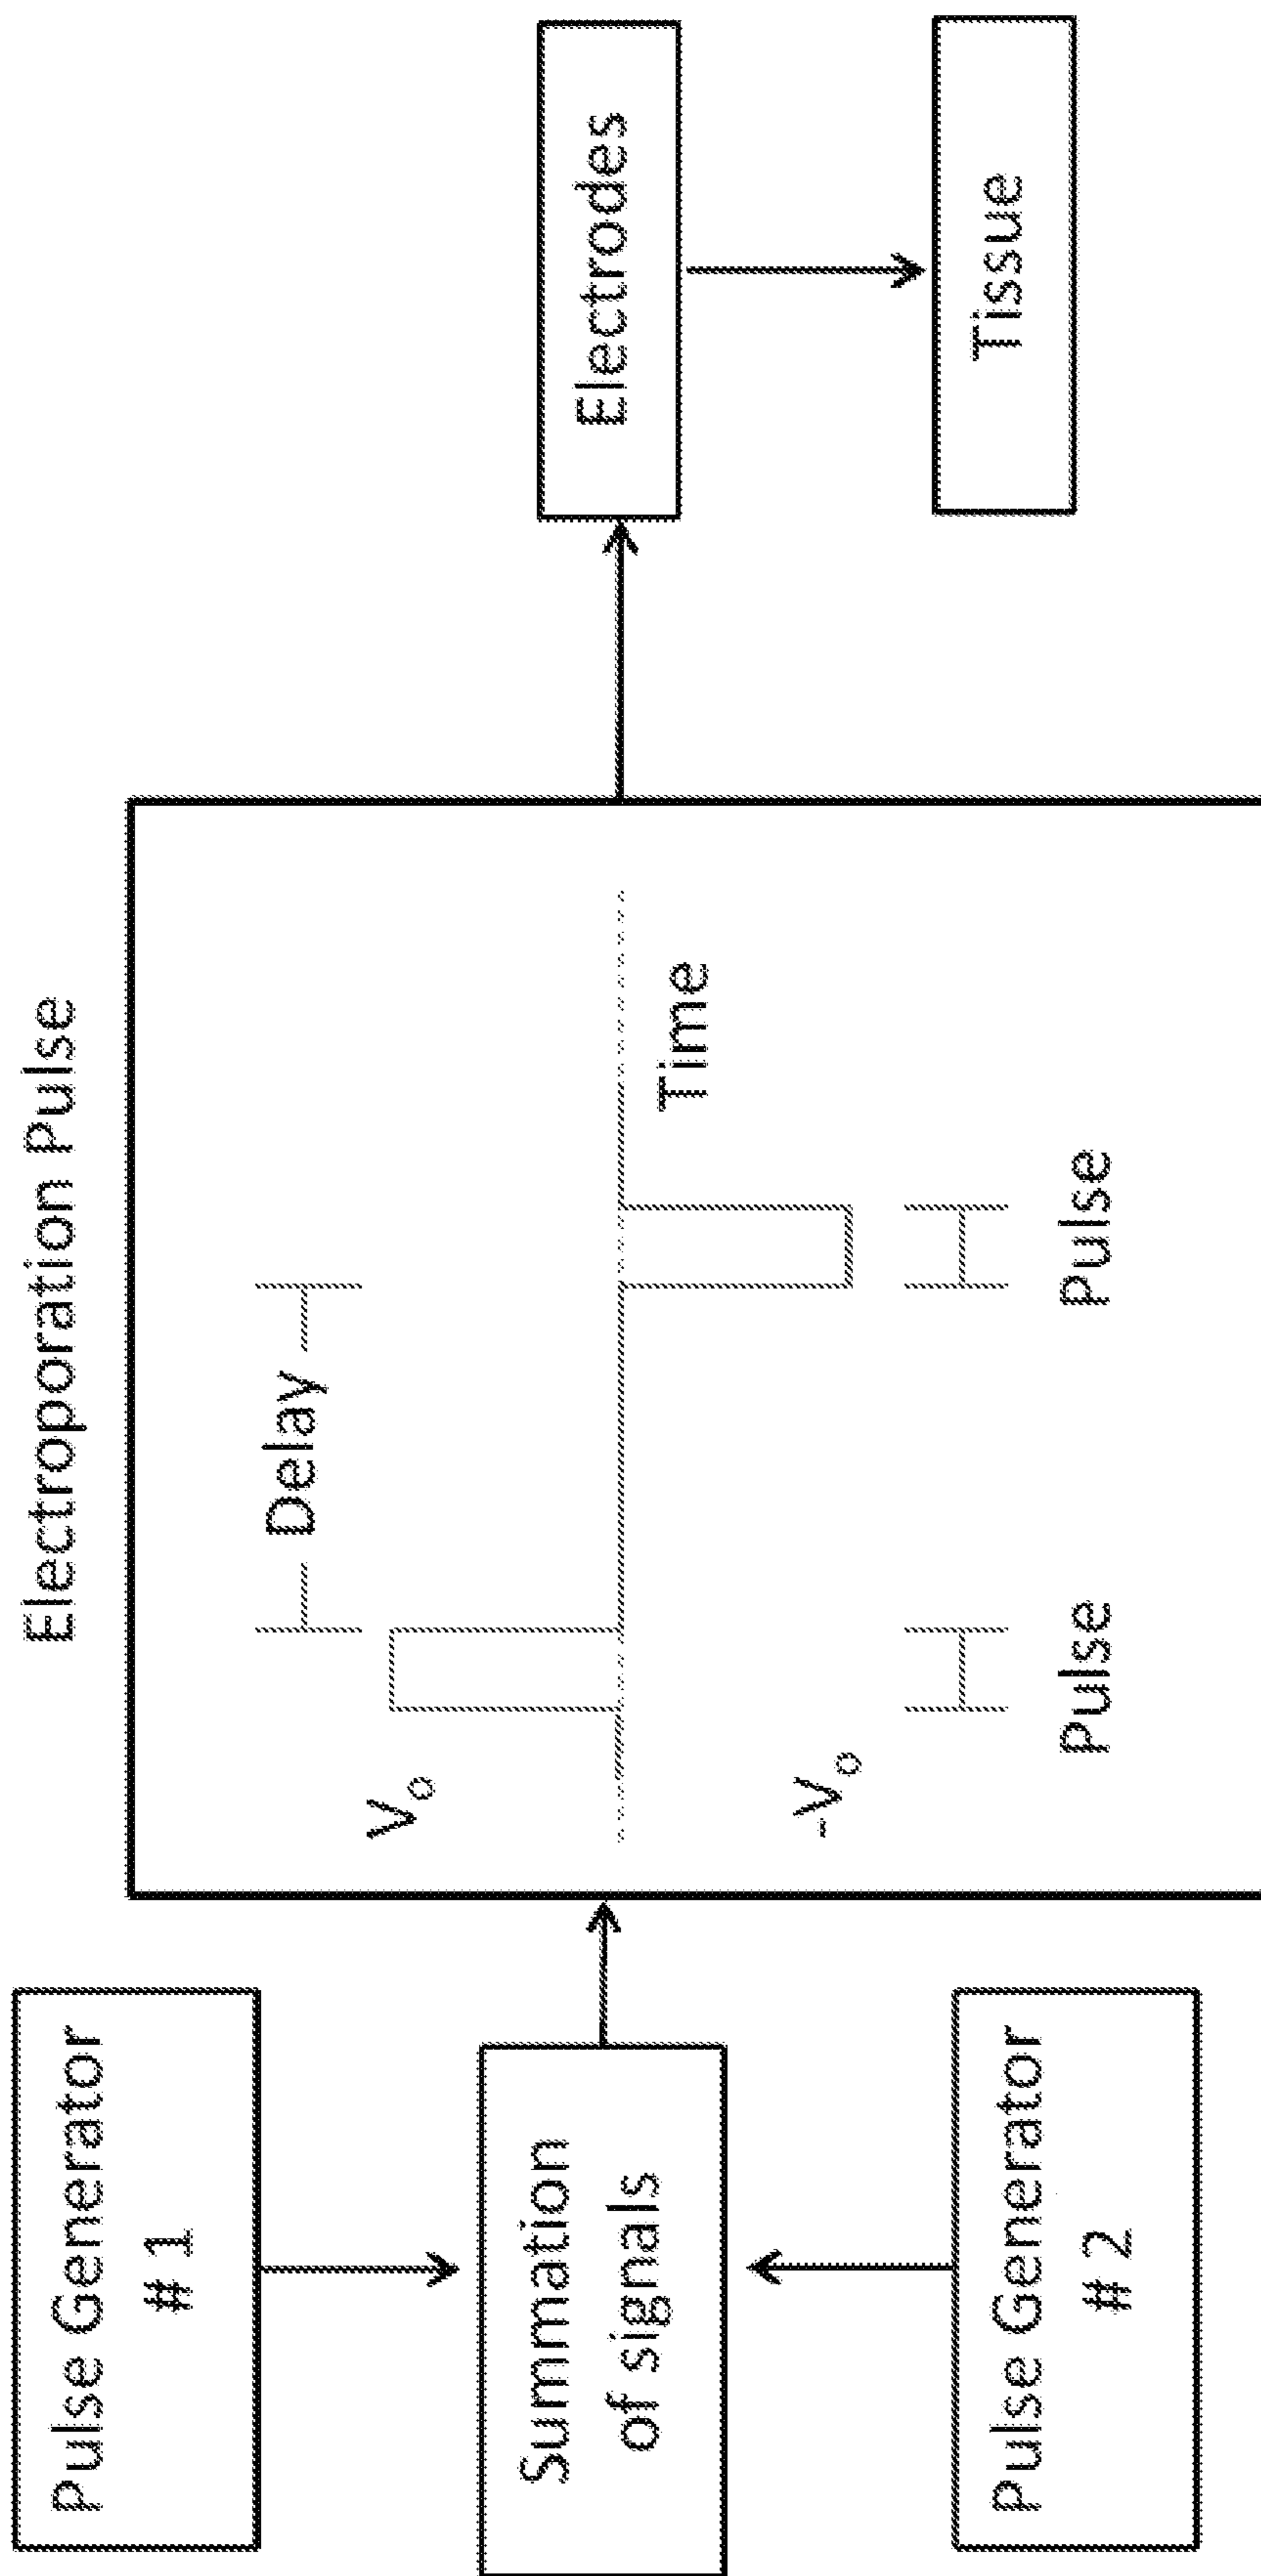 Electroporation Pulse
Pulse Generator
# 1
Summation
of signals
Pulse Generator
# 2
Vo
-Vo
Delay
Time
Pulse
Pulse
Electrodes
Tissue